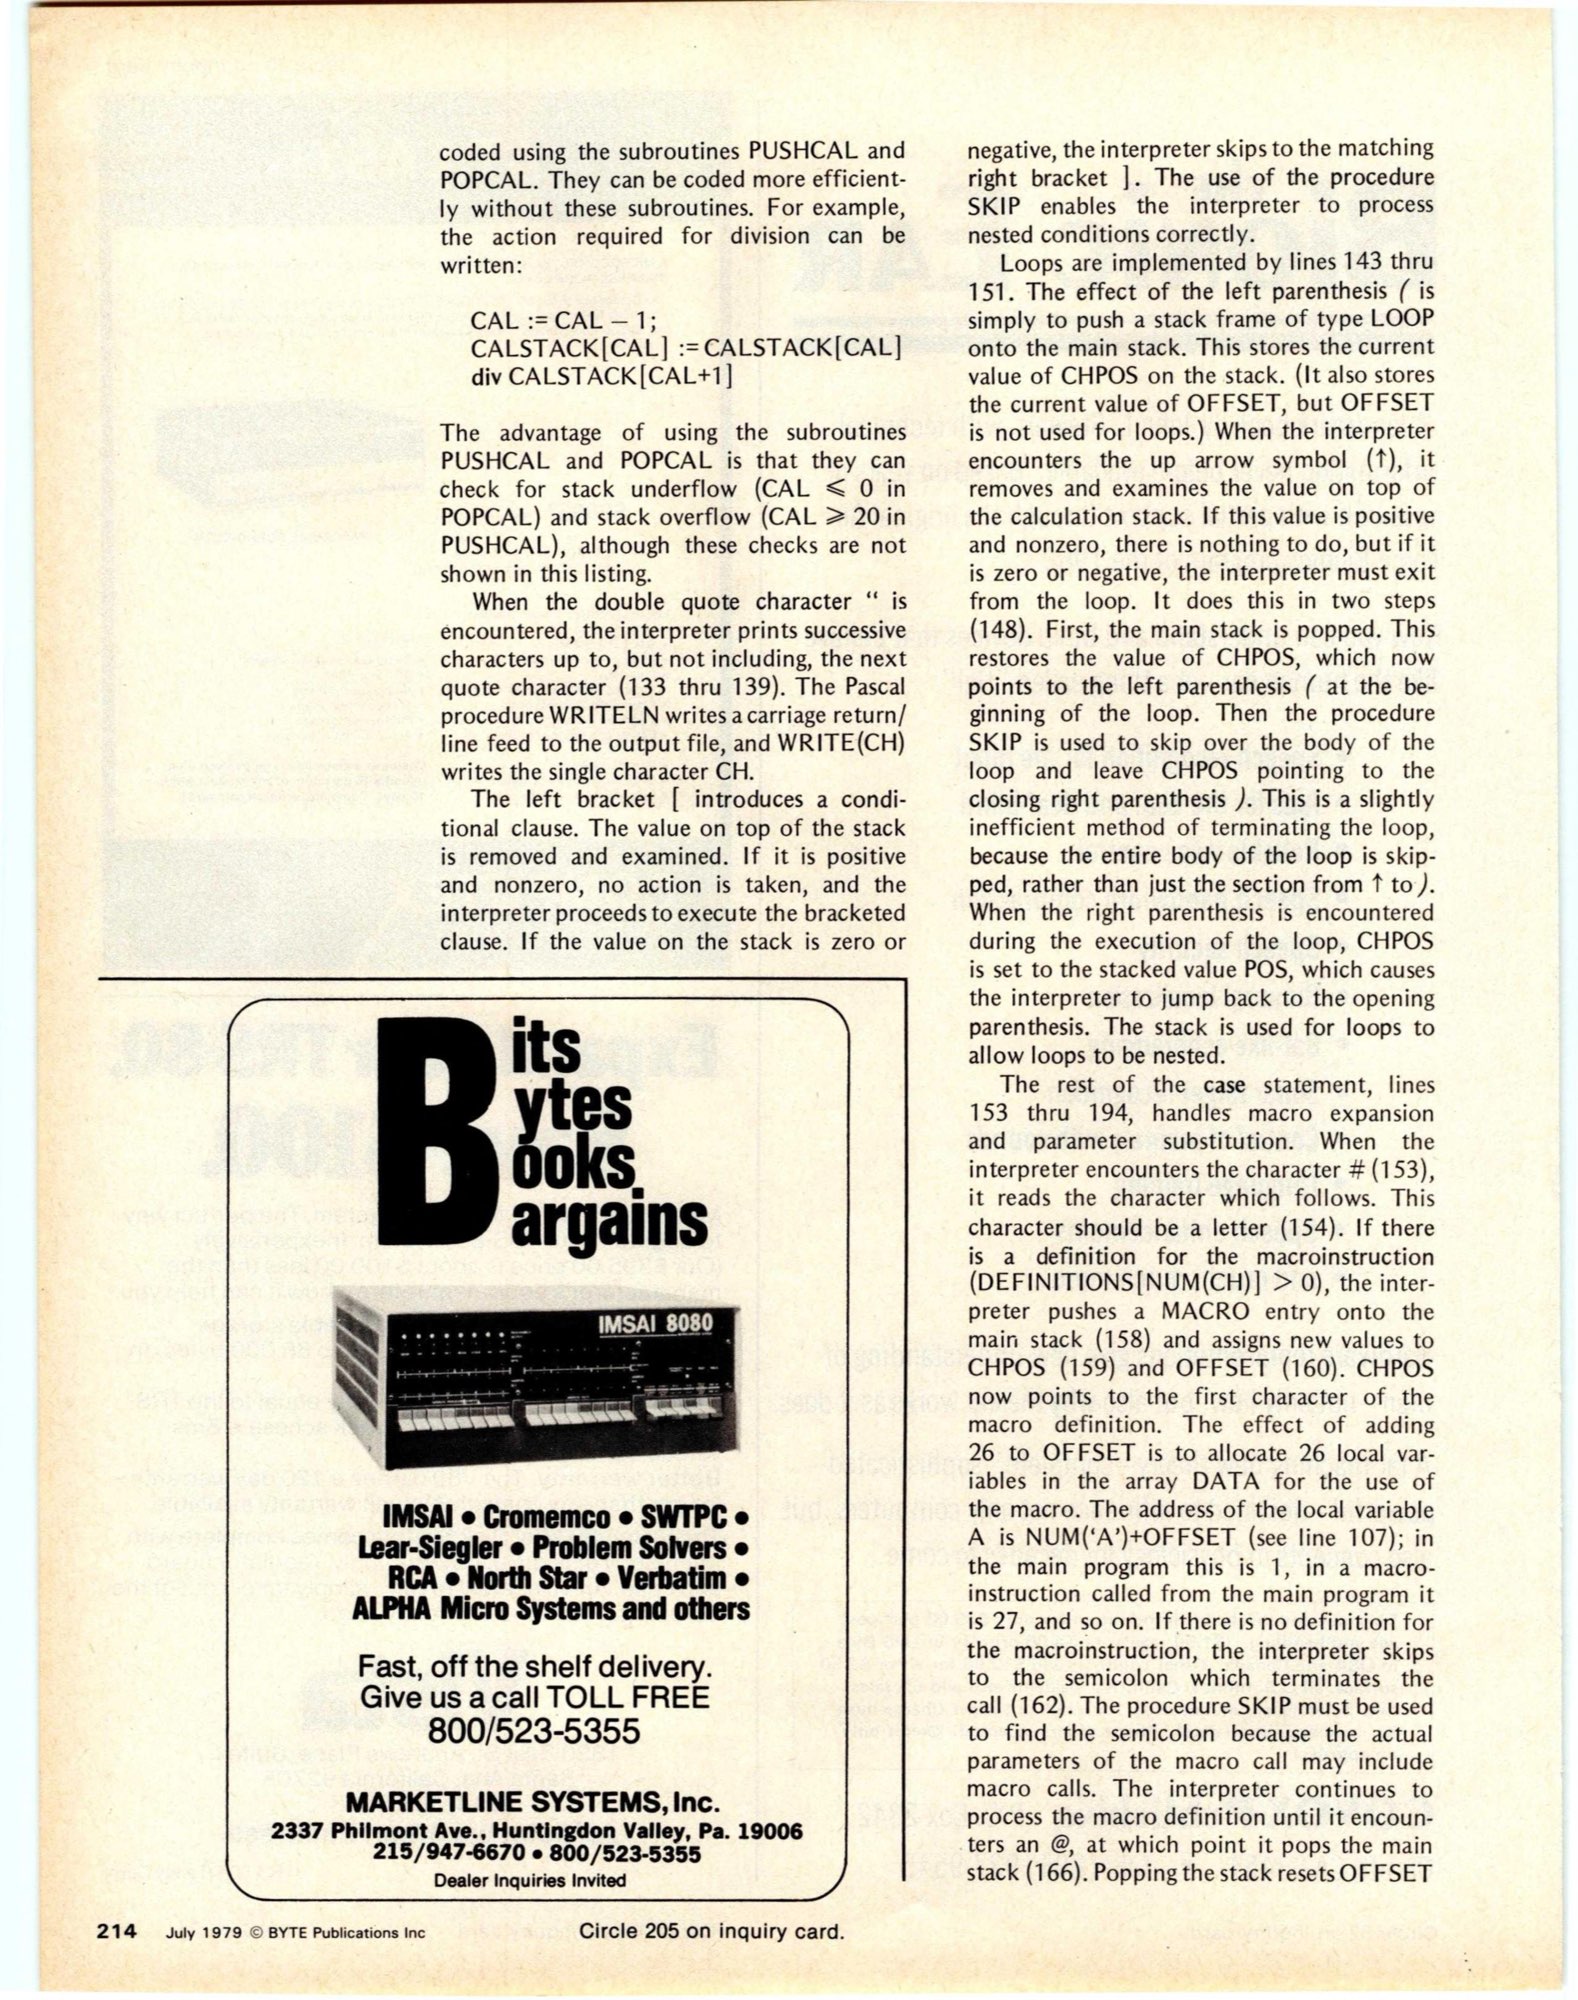 coded using the subroutines PUSHCAL and
POPCAL. They can be coded more efficient-
ly without these subroutines. For example,
the action required for division can be
written:
CAL := CAL – 1;
CALSTACK[CAL] := CALSTACK[CAL]
div CALSTACK[CAL+1]
The advantage of using the subroutines
PUSHCAL and POPCAL is that they can
check for stack underflow (CAL ⩽ 0 in
POPCAL) and stack overflow (CAL ⩾ 20 in
PUSHCAL), although these checks are not
shown in this listing.
When the double quote character “ is
encountered, the interpreter prints successive
characters up to, but not including, the next
quote character (133 thru 139). The Pascal
procedure WRITELN writes a carriage return/
line feed to the output file, and WRITE(CH)
writes the single character CH.
The left bracket [ introduces a condi-
tional clause. The value on top of the stack
is removed and examined. If it is positive
and nonzero, no action is taken, and the
interpreter proceeds to execute the bracketed
clause. If the value on the stack is zero or
negative, the interpreter skips to the matching
right bracket ]. The use of the procedure
SKIP enables the interpreter to process
nested conditions correctly.
Loops are implemented by lines 143 thru
151. The effect of the left parenthesis ( is
simply to push a stack frame of type LOOP
onto the main stack. This stores the current
value of CHPOS on the stack. (It also stores
the current value of OFFSET, but OFFSET
is not used for loops.) When the interpreter
encounters the up arrow symbol (↑), it
removes and examines the value on top of
the calculation stack. If this value is positive
and nonzero, there is nothing to do, but if it
is zero or negative, the interpreter must exit
from the loop. It does this in two steps
(148). First, the main stack is popped. This
restores the value of CHPOS, which now
points to the left parenthesis ( at the be-
ginning of the loop. Then the procedure
SKIP is used to skip over the body of the
loop and leave CHPOS pointing to the
closing right parenthesis ). This is a slightly
inefficient method of terminating the loop,
because the entire body of the loop is skip-
ped, rather than just the section from ↑ to ).
When the right parenthesis is encountered
during the execution of the loop, CHPOS
is set to the stacked value POS, which causes
the interpreter to jump back to the opening
parenthesis. The stack is used for loops to
allow loops to be nested.
The rest of the case statement, lines
153 thru 194, handles macro expansion
and parameter substitution. When the
interpreter encounters the character # (153),
it reads the character which follows. This
character should be a letter (154). If there
is a definition for the macroinstruction
(DEFINITIONS[NUM(CH)] > 0), the inter-
preter pushes a MACRO entry onto the
main stack (158) and assigns new values to
CHPOS (159) and OFFSET (160). CHPOS
now points to the first character of the
macro definition. The effect of adding
26 to OFFSET is to allocate 26 local var-
iables in the array DATA for the use of
the macro. The address of the local variable
A is NUM(‘A’)+OFFSET (see line 107); in
the main program this is 1, in a macro-
instruction called from the main program it
is 27, and so on. If there is no definition for
the macroinstruction, the interpreter skips
to the semicolon which terminates the
call (162). The procedure SKIP must be used
to find the semicolon because the actual
parameters of the macro call may include
macro calls. The interpreter continues to
process the macro definition until it encoun-
ters an @, at which point it pops the main
stack (166). Popping the stack resets OFFSET
Bits
ytes
ooks
argains
IMSAI 8080
IMSAI • Cromemco • SWTPC •
Lear-Siegler • Problem Solvers •
RCA • North Star • Verbatim •
ALPHA Micro Systems and others
Fast, off the shelf delivery.
Give us a call TOLL FREE
800/523-5355
MARKETLINE SYSTEMS, Inc.
2337 Philmont Ave., Huntingdon Valley, Pa. 19006
215/947-6670 • 800/523-5355
Dealer Inquiries Invited
214 July 1979 © BYTE Publications Inc
Circle 205 on inquiry card.